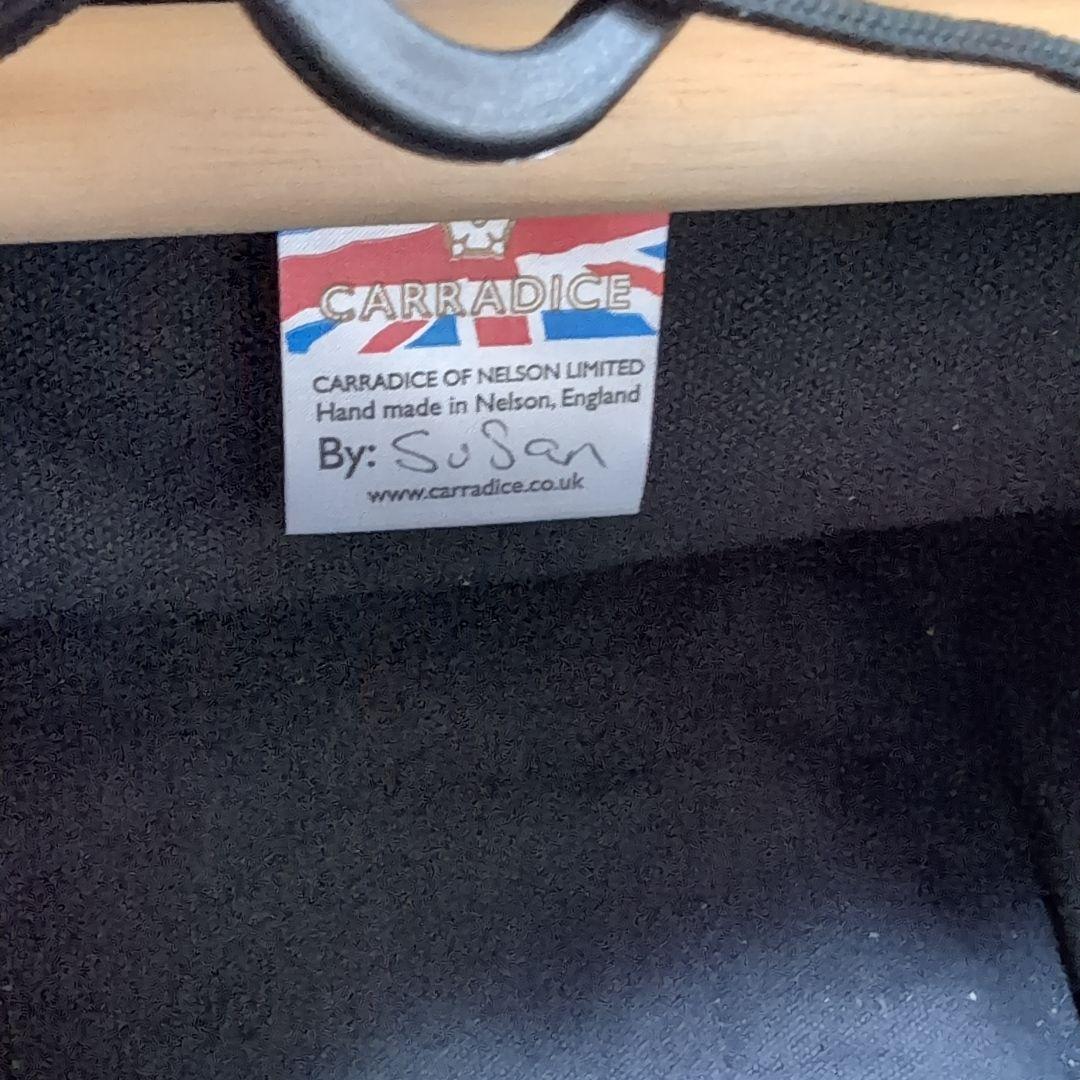 CARRADICE
CARRADICE OF NELSON LIMITED
Hand made in Nelson, England
By: SuSan
www.carradice.co.uk